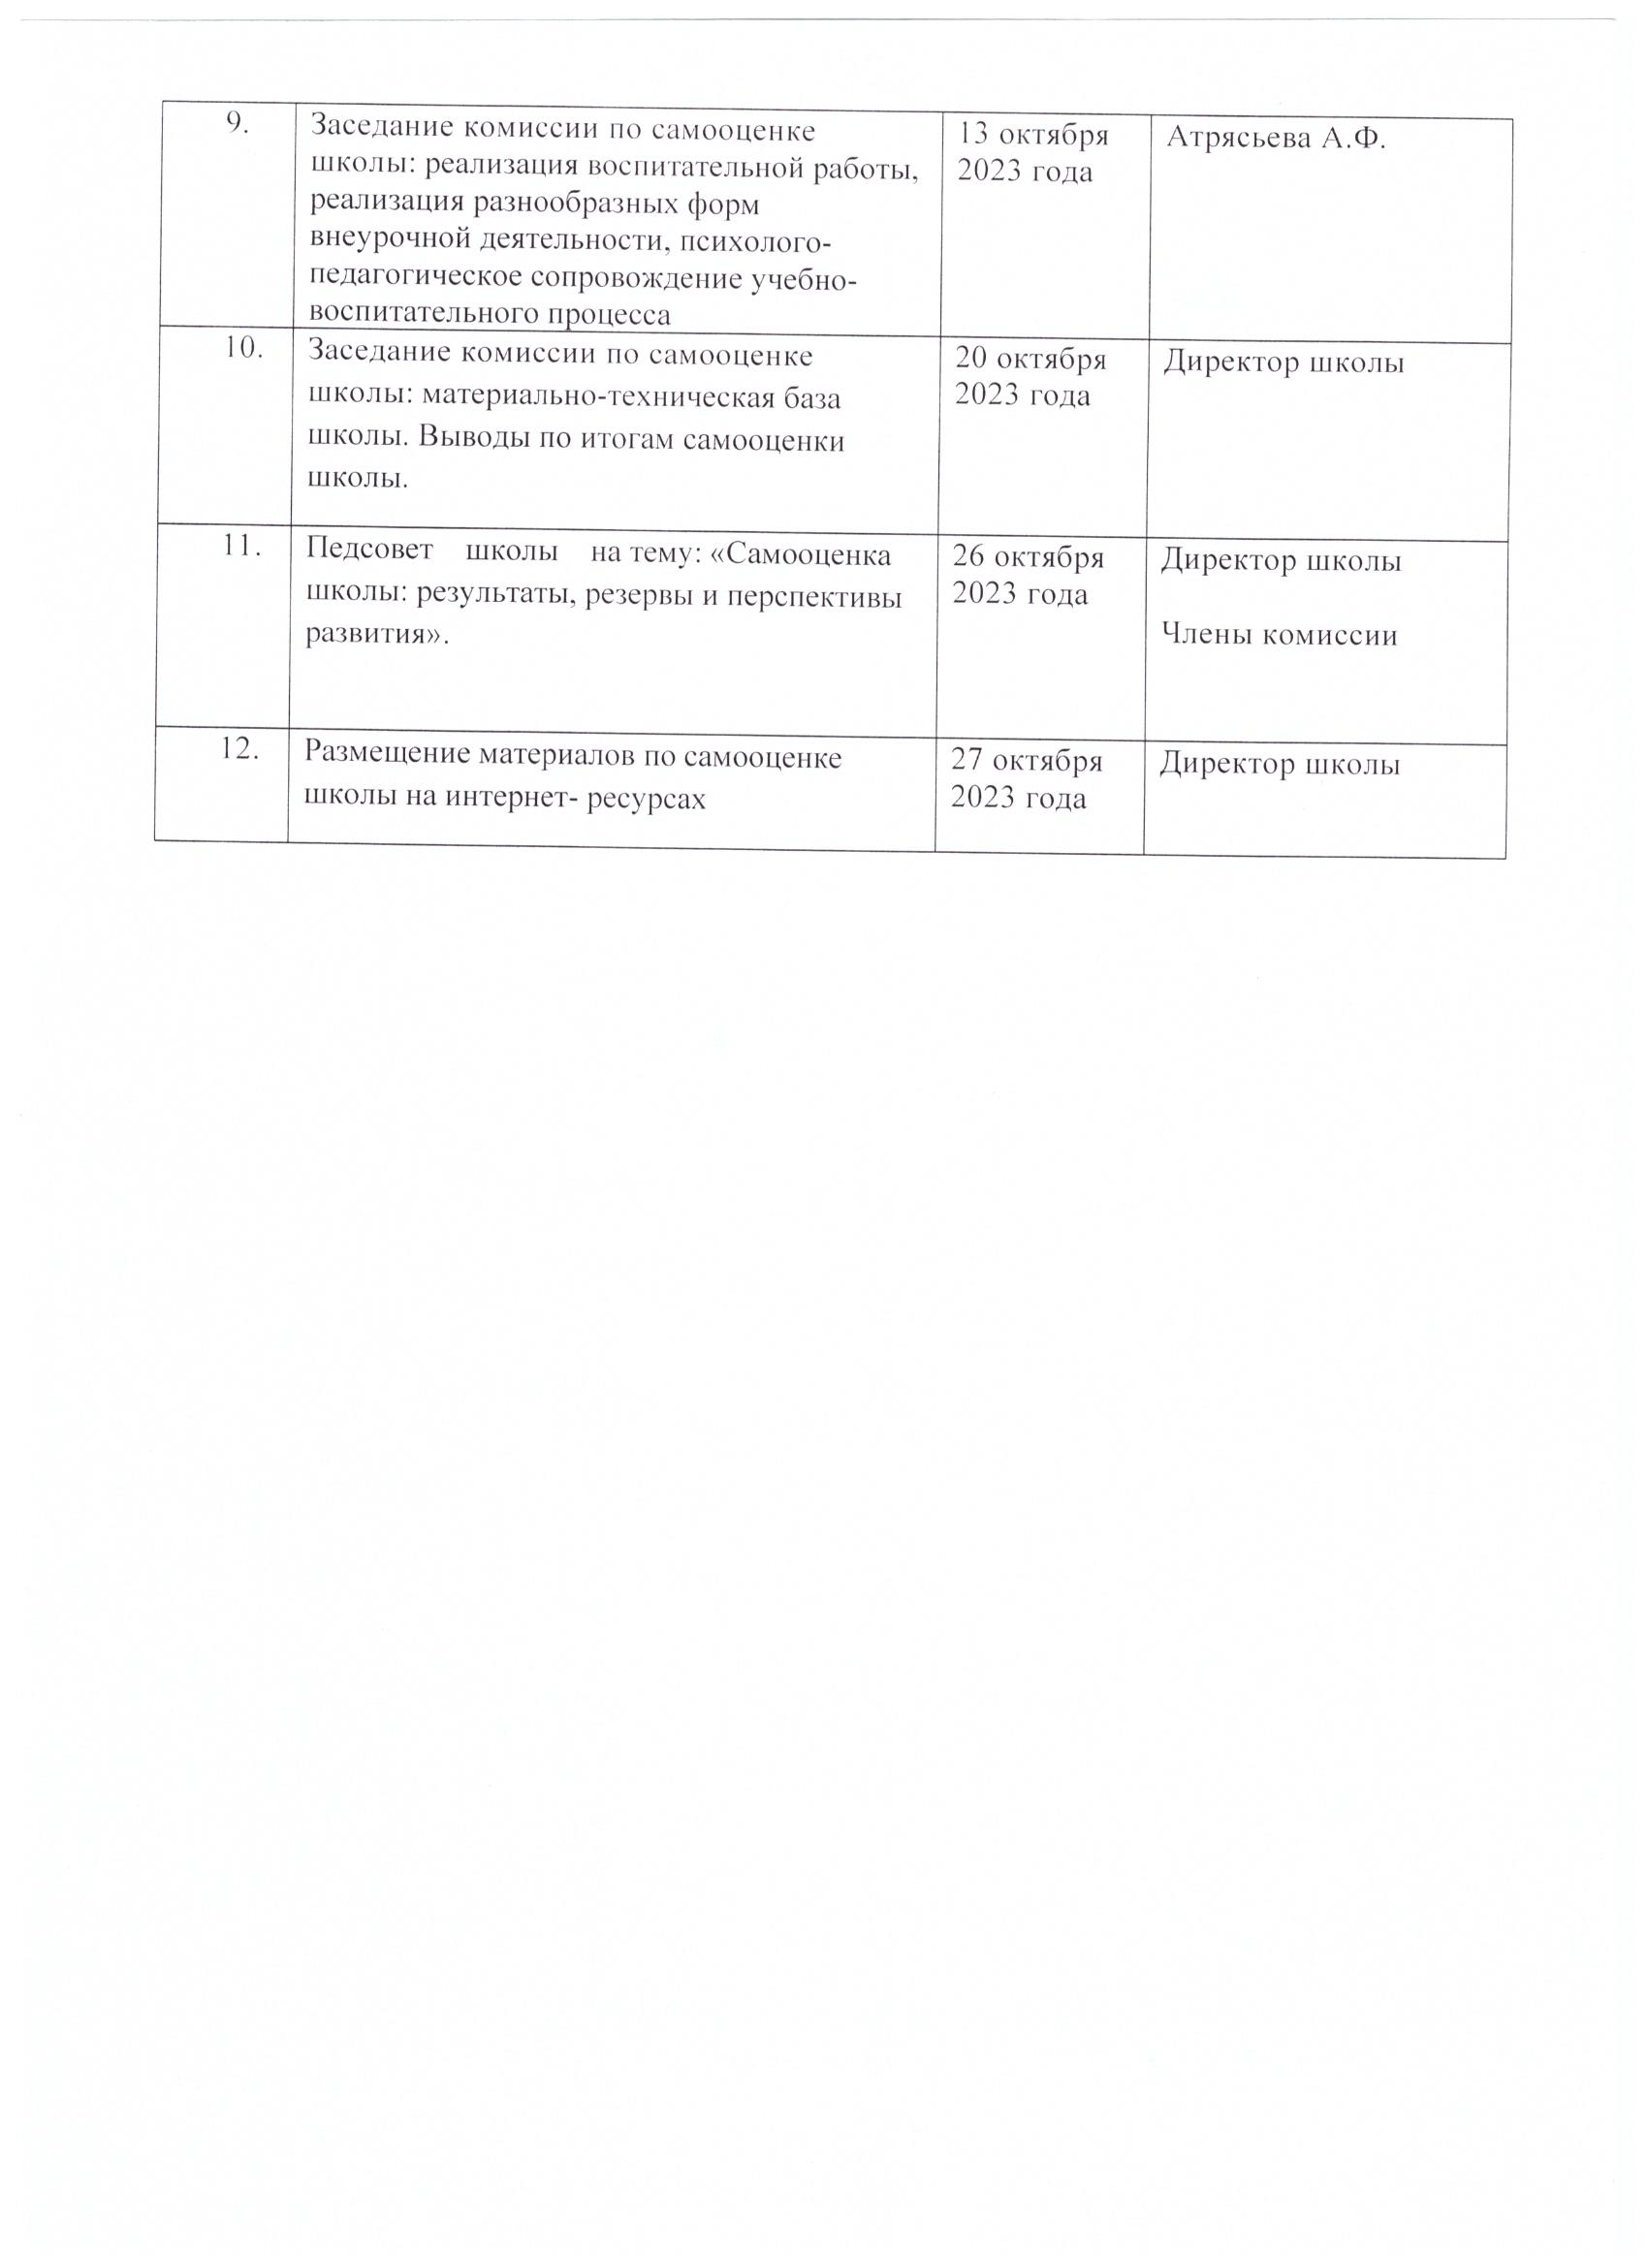 9.
Заседание комиссии по самооценке
школы: реализация воспитательной работы,
реализация разнообразных форм
внеурочной деятельности, психолого-
педагогическое сопровождение учебно-
воспитательного процесса
13 октября
2023 года
Атрясьева А.Ф.
10.
Заседание комиссии по самооценке
школы: материально-техническая база
школы. Выводы по итогам самооценки
школы.
20 октября
2023 года
Директор школы
11.
Педсовет школы на тему: «Самооценка
школы: результаты, резервы и перспективы
развития».
26 октября
2023 года
Директор школы
Члены комиссии
12.
Размещение материалов по самооценке
школы на интернет- ресурсах
27 октября
2023 года
Директор школы